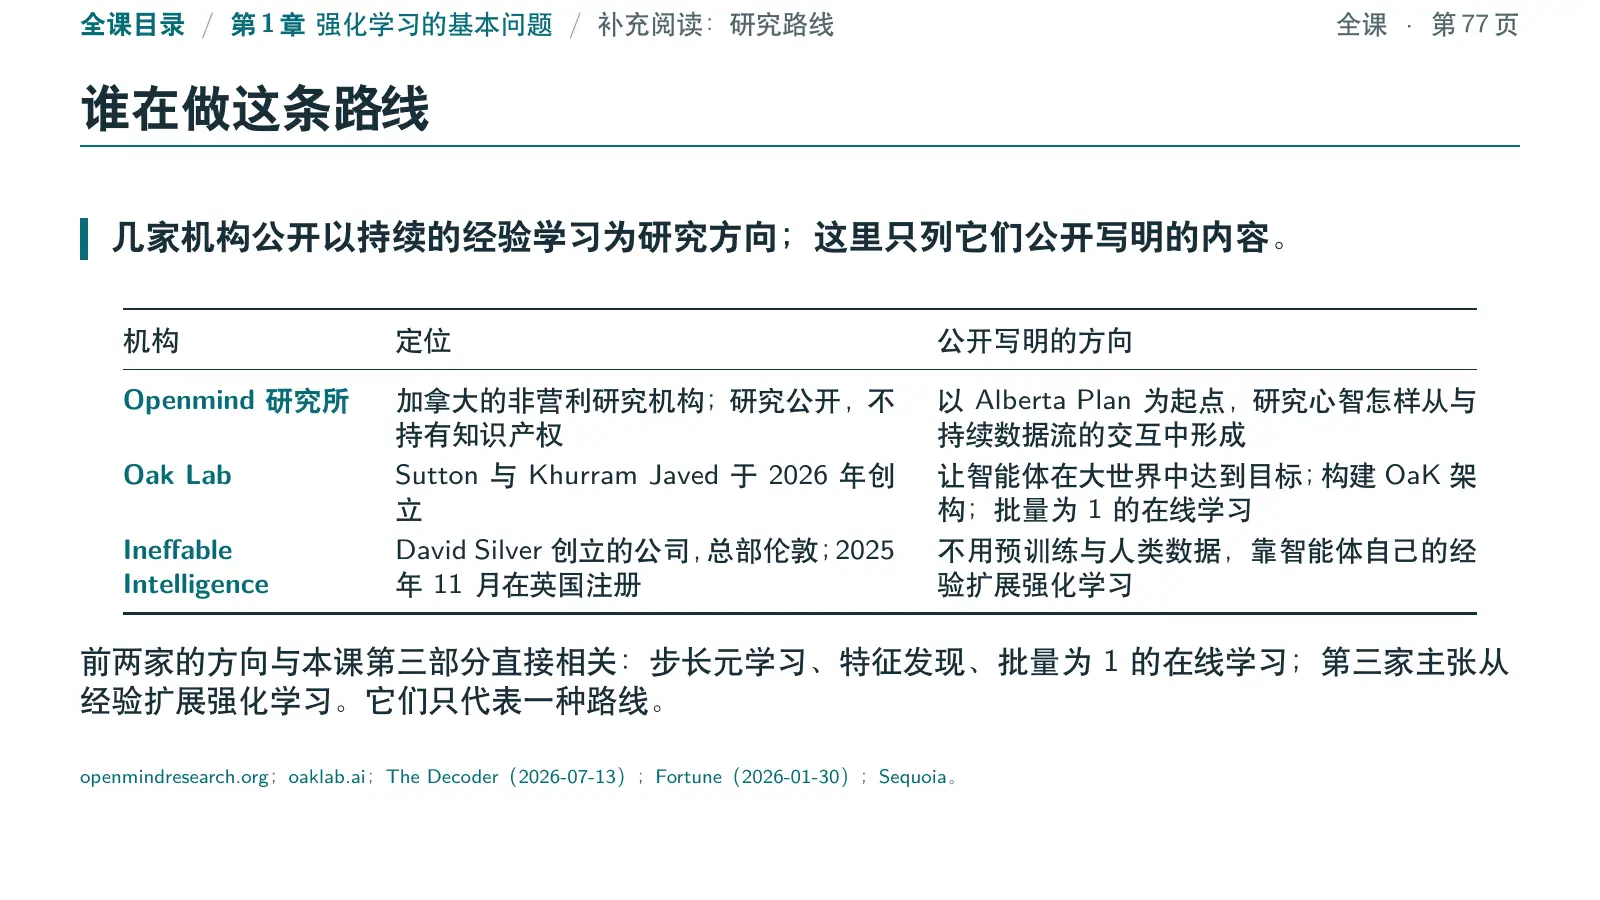 全课目录 / 第1章 强化学习的基本问题 / 补充阅读：研究路线
全课 · 第77页
谁在做这条路线
几家机构公开以持续的经验学习为研究方向；这里只列它们公开写明的内容。
机构 定位 公开写明的方向
Openmind 研究所
加拿大的非营利研究机构；研究公开，不
持有知识产权
以 Alberta Plan 为起点，研究心智怎样从与
持续数据流的交互中形成
Oak Lab
Sutton 与 Khurram Javed 于 2026 年创
立
让智能体在大世界中达到目标；构建 OaK 架
构；批量为 1 的在线学习
Ineffable
Intelligence
David Silver 创立的公司，总部伦敦；2025
年 11 月在英国注册
不用预训练与人类数据，靠智能体自己的经
验扩展强化学习
前两家的方向与本课第三部分直接相关：步长元学习、特征发现、批量为 1 的在线学习；第三家主张从
经验扩展强化学习。它们只代表一种路线。
openmindresearch.org；oaklab.ai；The Decoder（2026-07-13）；Fortune（2026-01-30）；Sequoia。